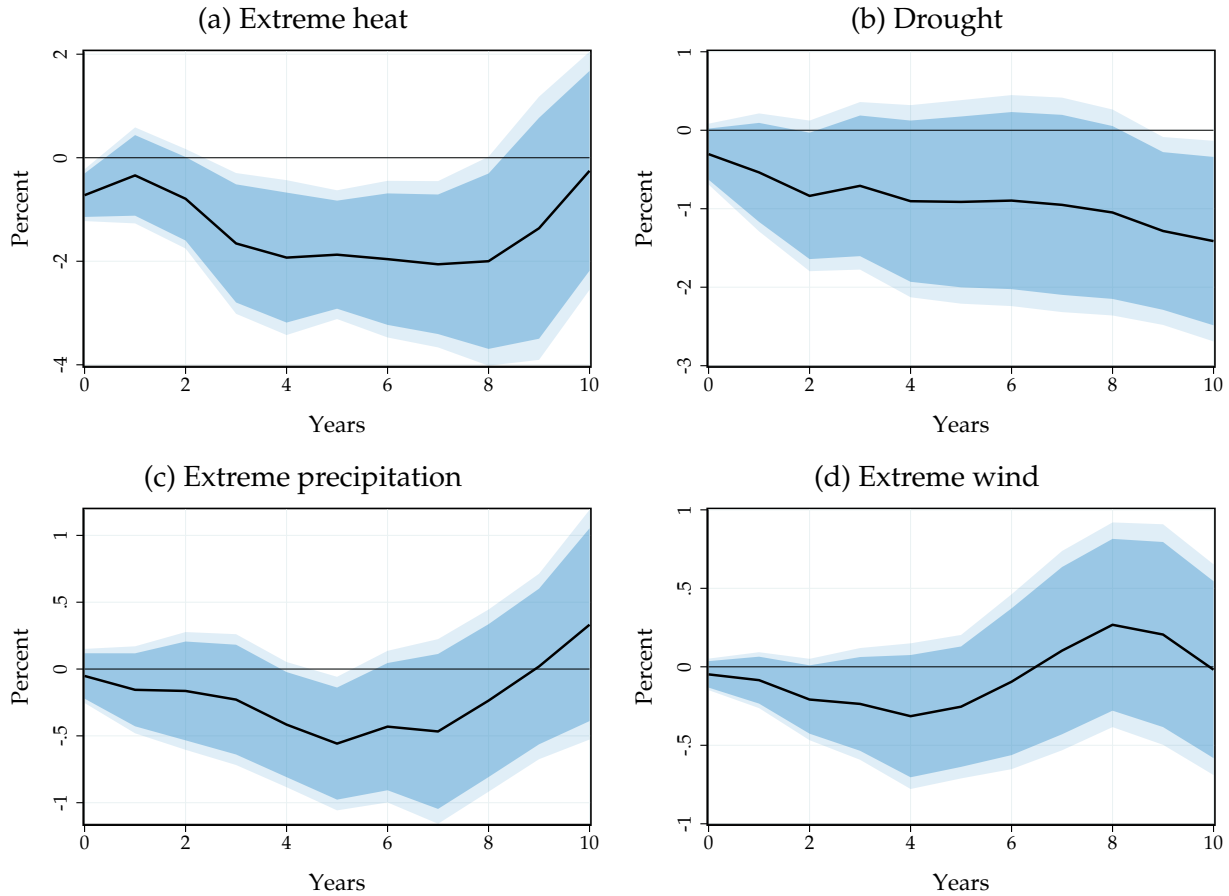 (a) Extreme heat
Percent
2
0
-2
-4
0 2 4 6 8 10
Years
(b) Drought
Percent
1
0
-1
-2
-3
0 2 4 6 8 10
Years
(c) Extreme precipitation
Percent
1
.5
0
-.5
-1
0 2 4 6 8 10
Years
(d) Extreme wind
Percent
1
.5
0
-.5
-1
0 2 4 6 8 10
Years